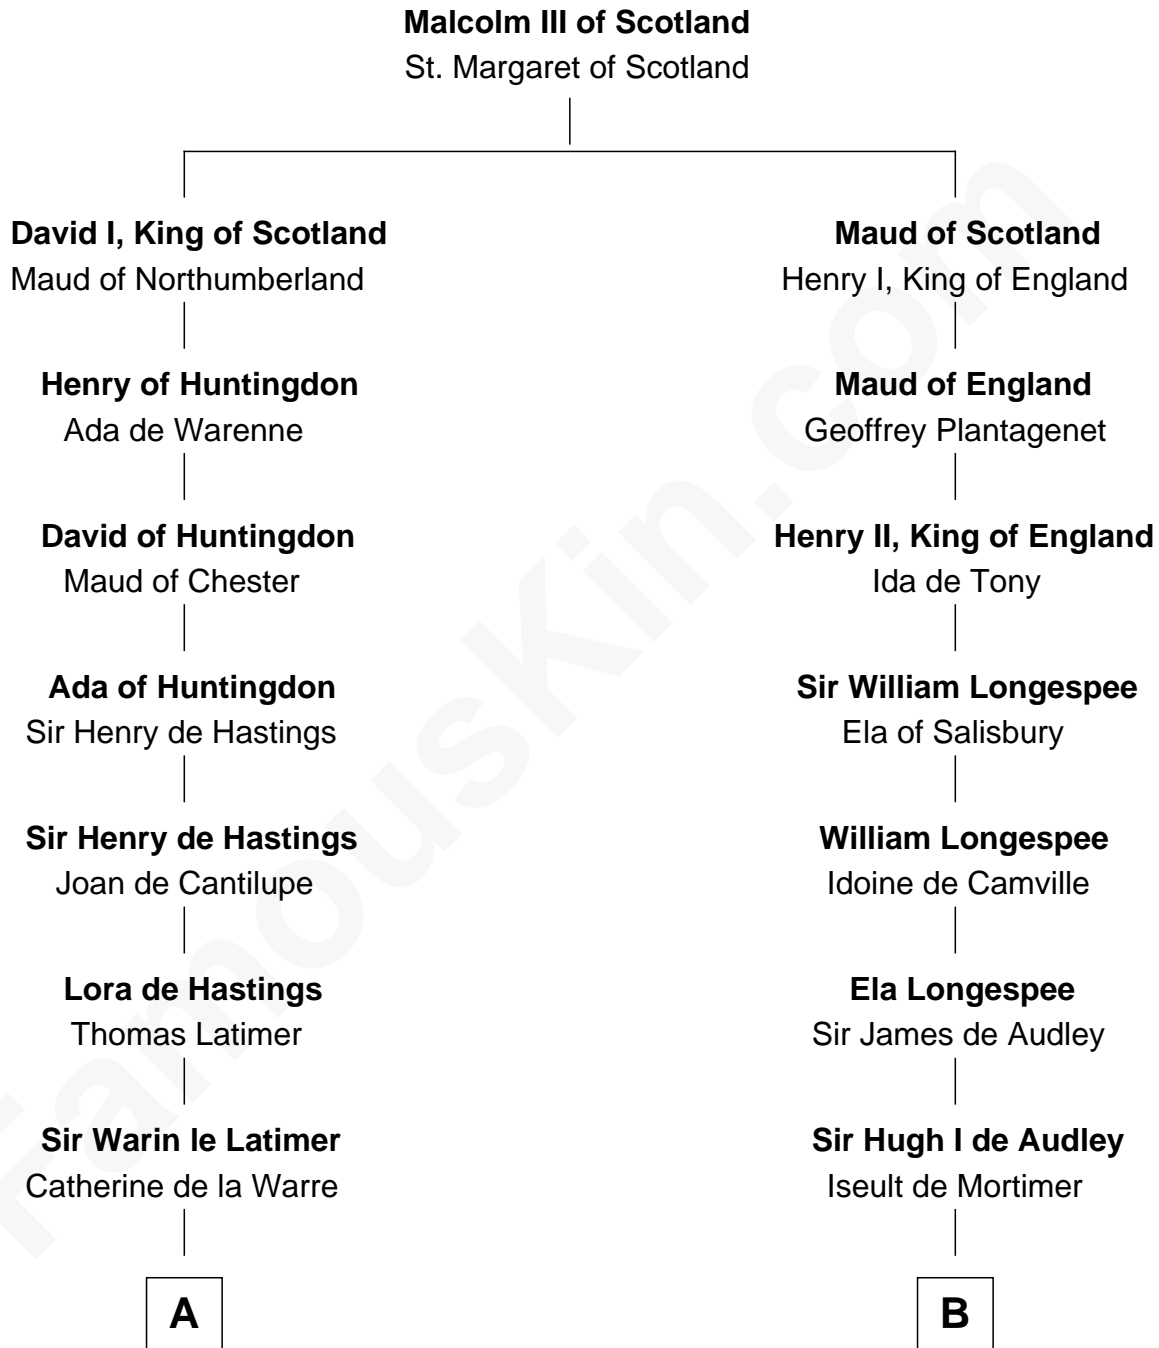 Malcolm III of Scotland
St. Margaret of Scotland
David I, King of Scotland
Maud of Northumberland
Maud of Scotland
Henry I, King of England
Henry of Huntingdon
Ada de Warenne
Maud of England
Geoffrey Plantagenet
David of Huntingdon
Maud of Chester
Henry II, King of England
Ida de Tony
Ada of Huntingdon
Sir Henry de Hastings
Sir William Longespee
Ela of Salisbury
Sir Henry de Hastings
Joan de Cantilupe
William Longespee
Idoine de Camville
Lora de Hastings
Thomas Latimer
Ela Longespee
Sir James de Audley
Sir Warin le Latimer
Catherine de la Warre
Sir Hugh I de Audley
Iseult de Mortimer
A
B
FamousKin.com